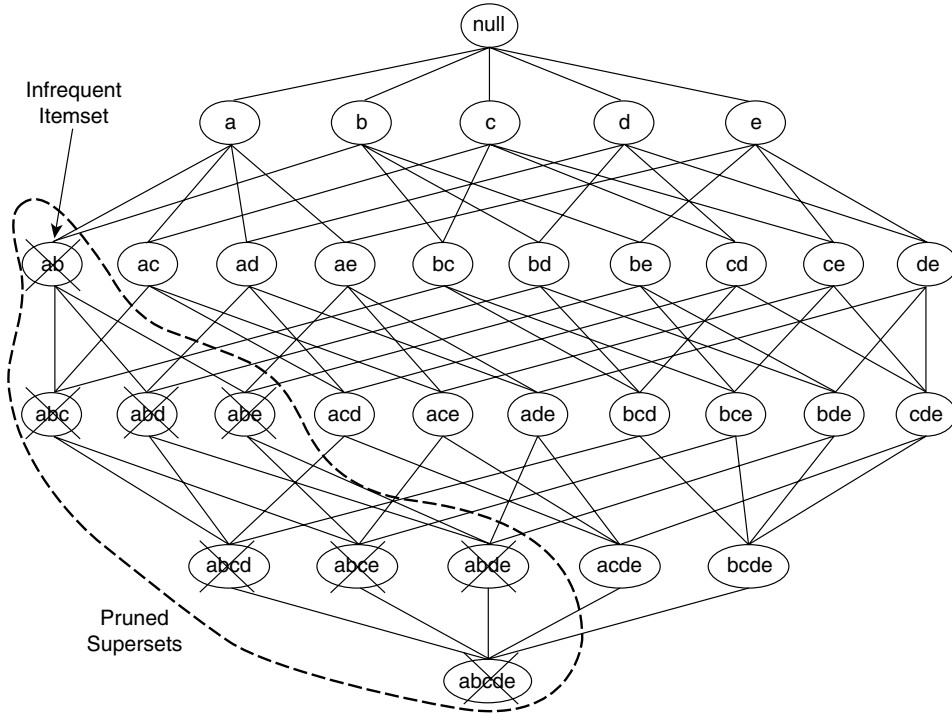 null
Infrequent
Itemset
a b c d e
ab ac ad ae bc bd be cd ce de
abc abd abe acd ace ade bcd bce bde cde
abcd abce abde acde bcde
Pruned
Supersets
abcde